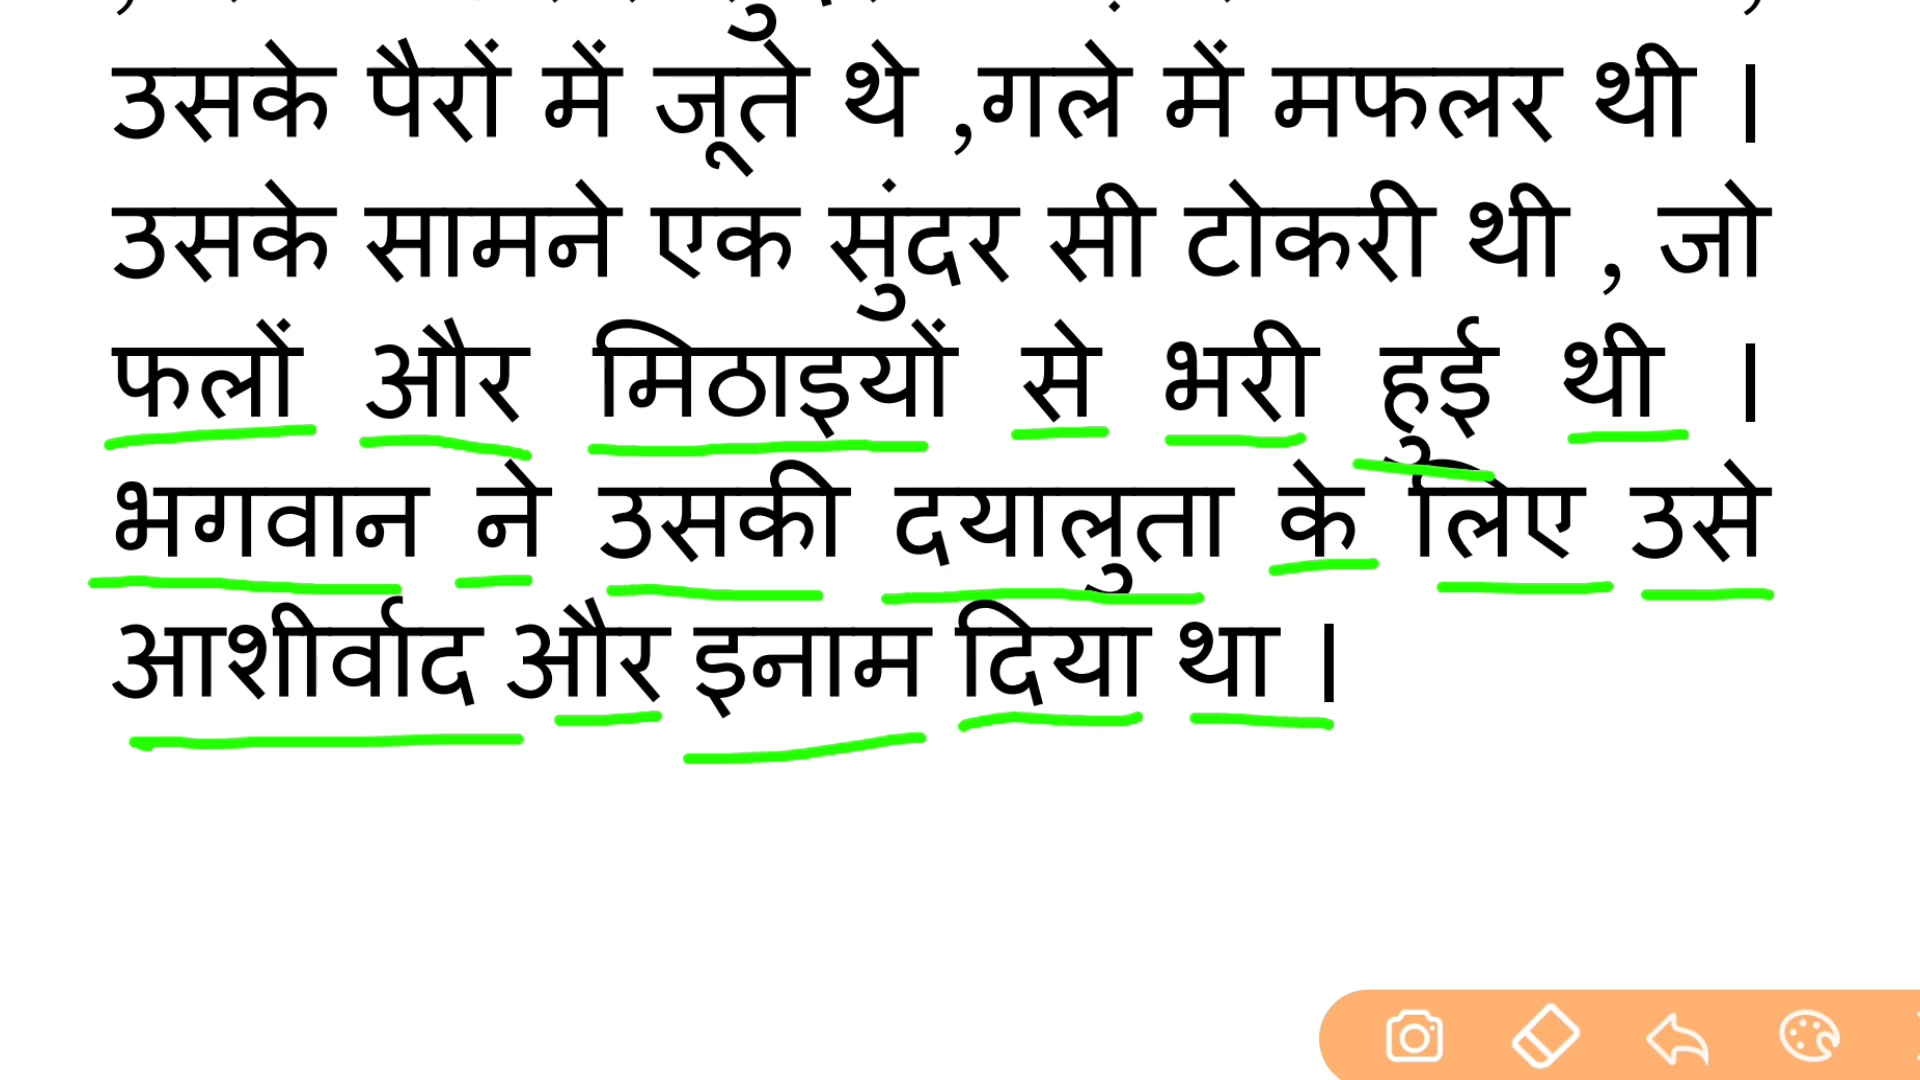 उसके पैरों में जूते थे ,गले में मफलर थी ।
उसके सामने एक सुंदर सी टोकरी थी , जो
फलों और मिठाइयों से भरी हुई थी ।
भगवान ने उसकी दयालुता के लिए उसे
आशीर्वाद और इनाम दिया था ।